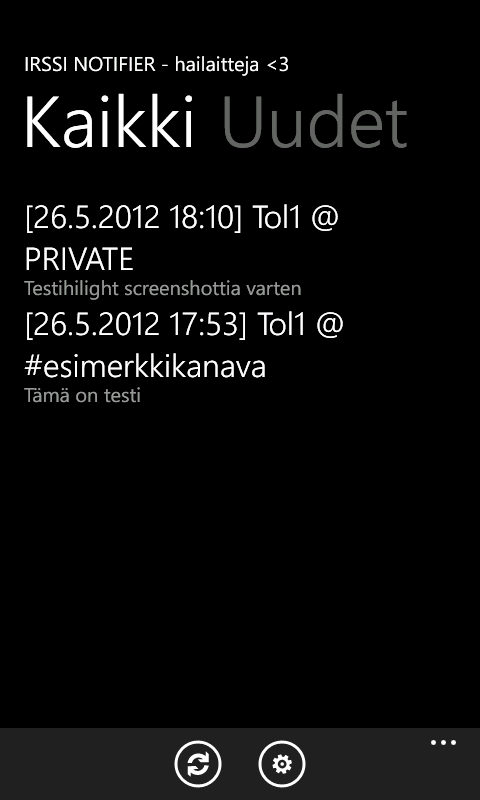 IRSSI NOTIFIER - hailaitteja <3
Kaikki Uudet
[26.5.2012 18:10] Tol1 @
PRIVATE
Testihilight screenshottia varten
[26.5.2012 17:53] Tol1 @
#esimerkkikanava
Tämä on testi